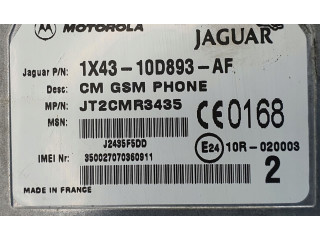 MOTOROLA JAGUAR
Jaguar P/N: 1X43-10D893-AF
Desc: CM GSM PHONE
MP/N: JT2CMR3435
MSN: CE0168
J2435F5DD
E24 10R-020003
IMEI Nr: 350027070360911
2
MADE IN FRANCE